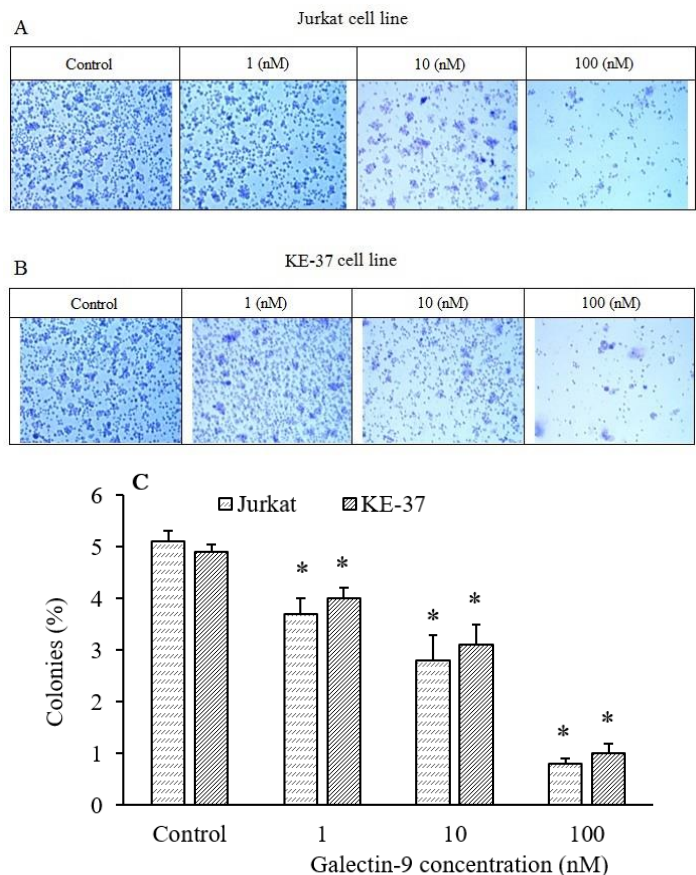 A
Jurkat cell line
Control 1 (nM) 10 (nM) 100 (nM)
B
KE-37 cell line
Control 1 (nM) 10 (nM) 100 (nM)
C
Jurkat KE-37
6
5
4
3
2
1
0
Colonies (%)
* *
* *
* *
Control 1 10 100
Galectin-9 concentration (nM)